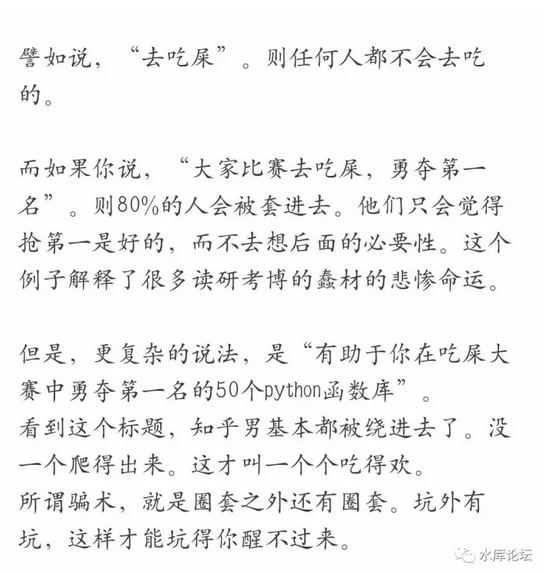 譬如说，“去吃屎”。则任何人都不会去吃
的。
而如果你说，“大家比赛去吃屎，勇夺第一
名”。则80%的人会被套进去。他们只会觉得
抢第一是好的，而不去想后面的必要性。这个
例子解释了很多读研考博的蠢材的悲惨命运。
但是，更复杂的说法，是“有助于你在吃屎大
赛中勇夺第一名的50个python函数库”。
看到这个标题，知乎男基本都被绕进去了。没
一个爬得出来。这才叫一个个吃得欢。
所谓骗术，就是圈套之外还有圈套。坑外有
坑，这样才能坑得你醒不过来。
水库论坛